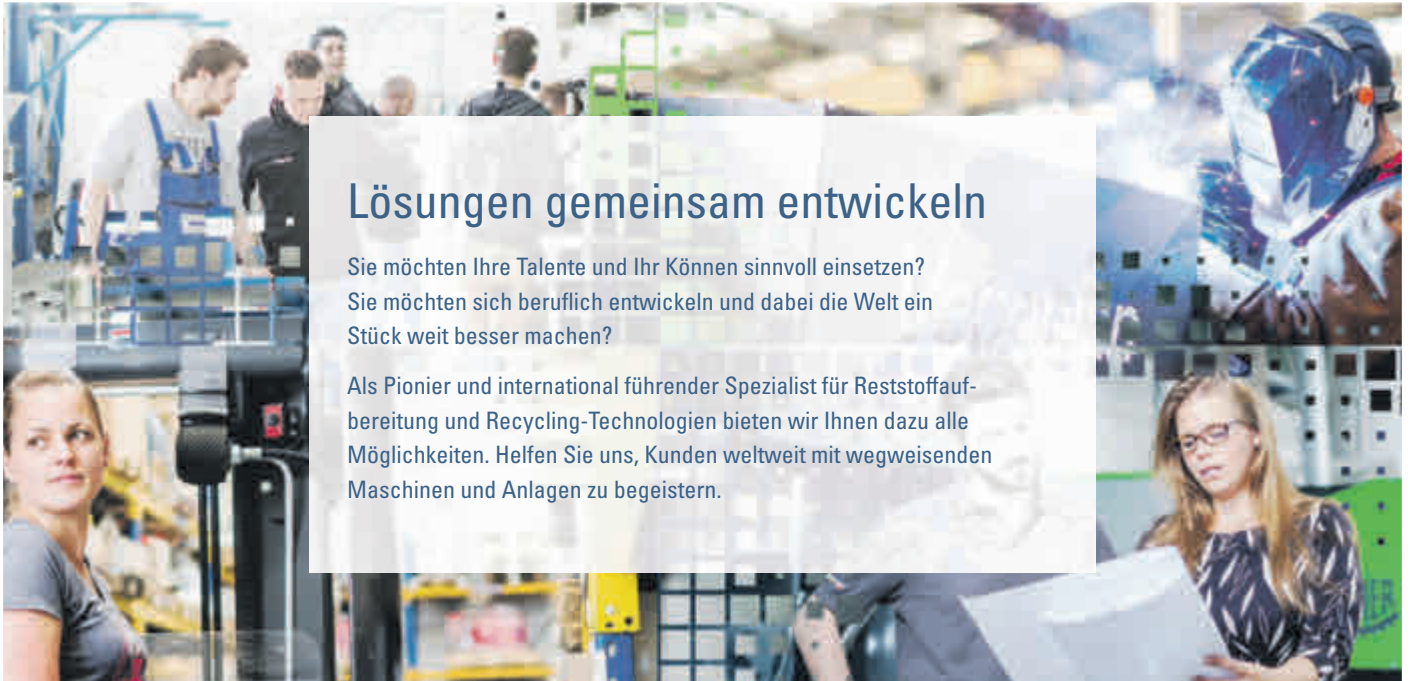 Lösungen gemeinsam entwickeln
Sie möchten Ihre Talente und Ihr Können sinnvoll einsetzen?
Sie möchten sich beruflich entwickeln und dabei die Welt ein
Stück weit besser machen?
Als Pionier und international führender Spezialist für Reststoffauf-
bereitung und Recycling-Technologien bieten wir Ihnen dazu alle
Möglichkeiten. Helfen Sie uns, Kunden weltweit mit wegweisenden
Maschinen und Anlagen zu begeistern.